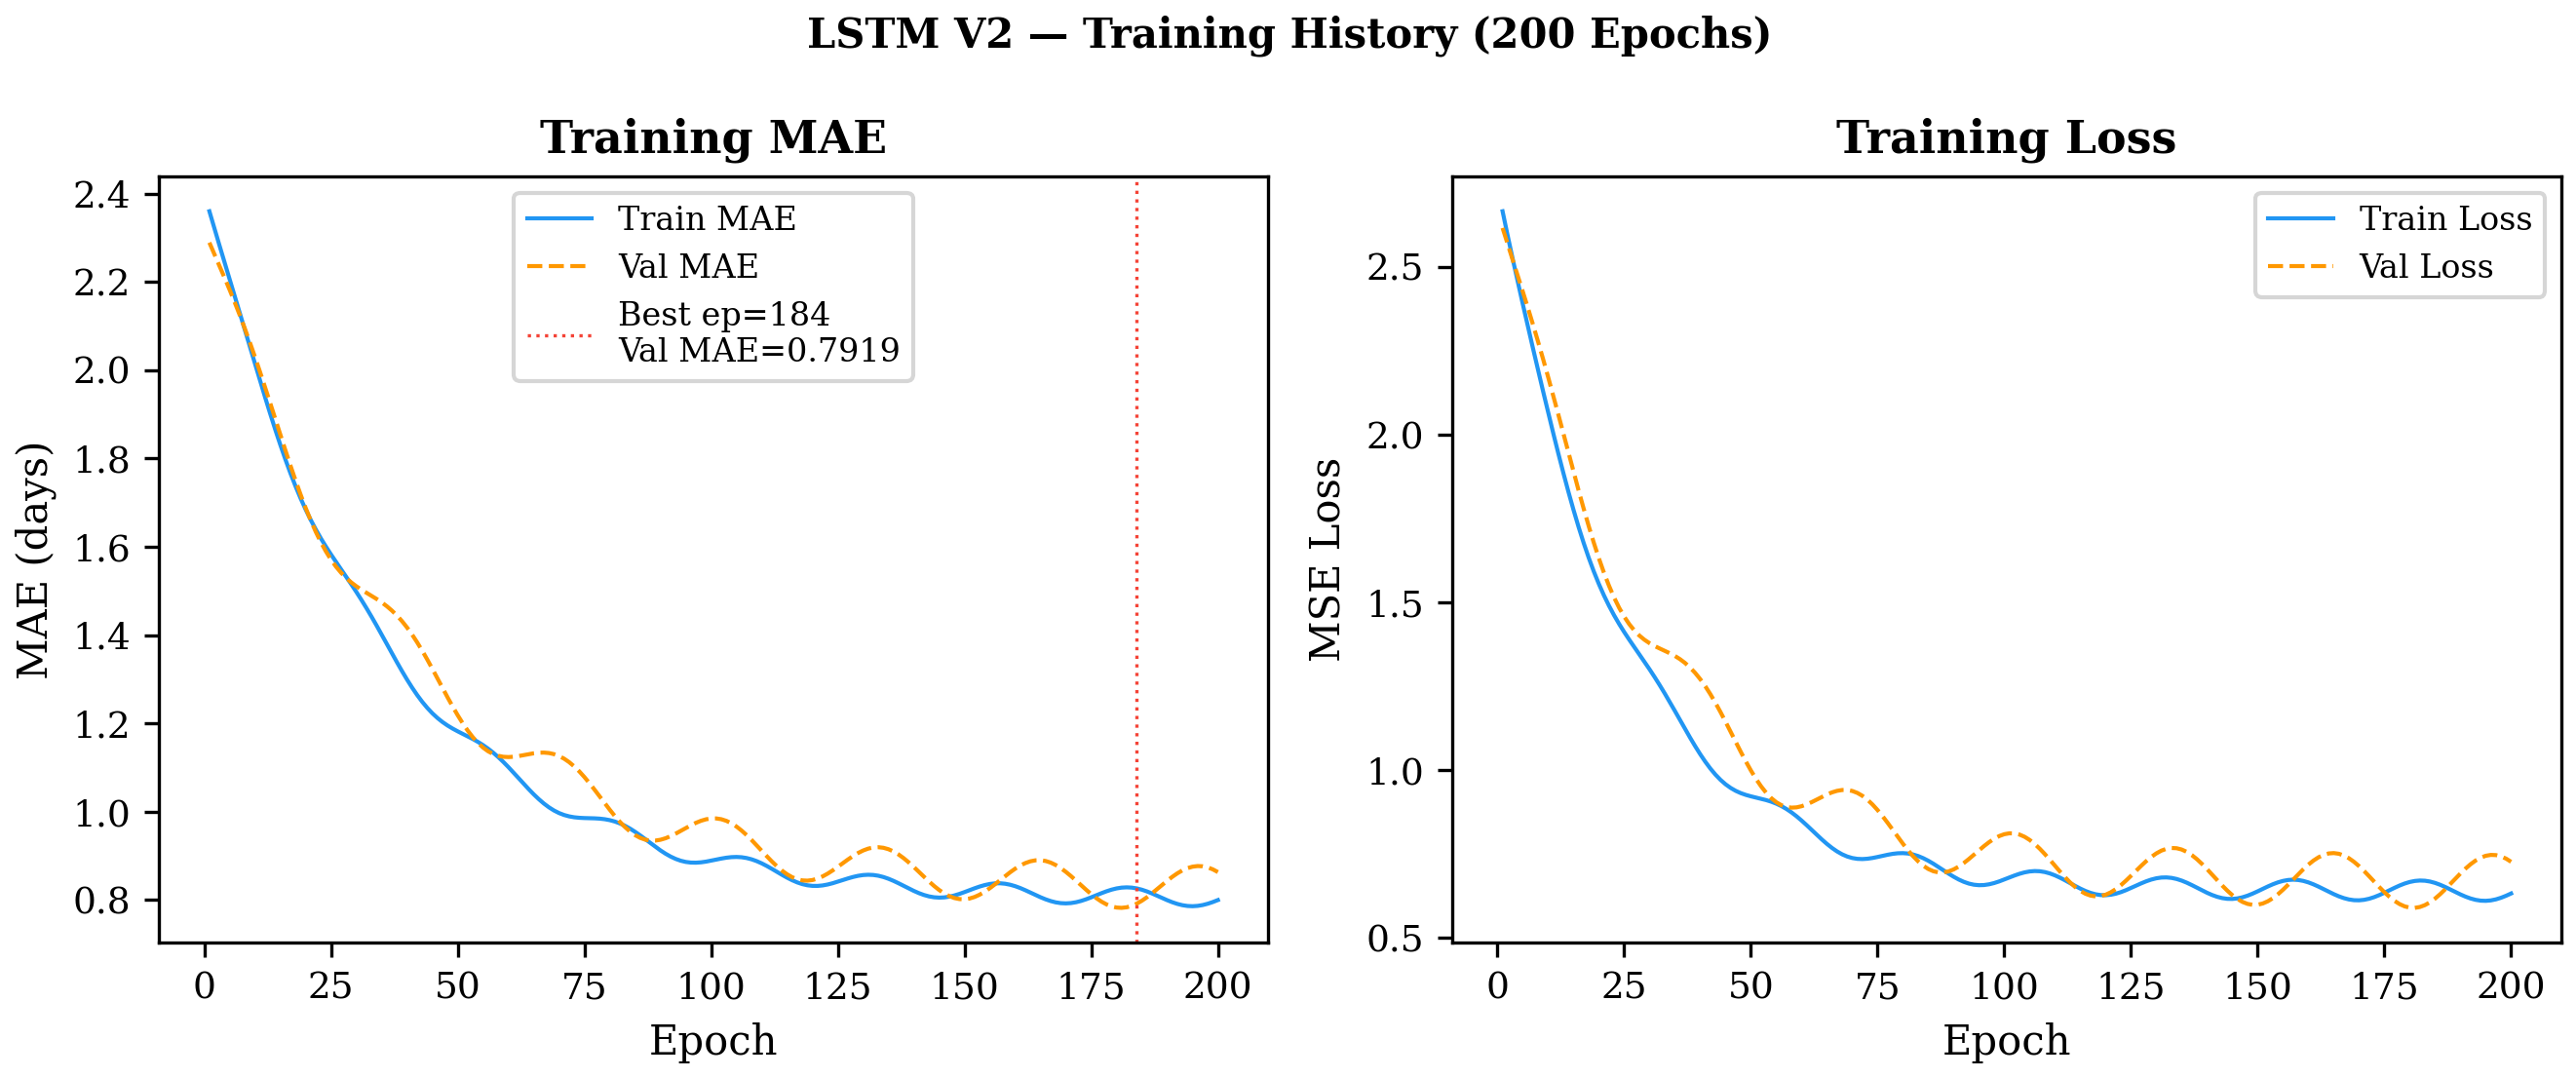 LSTM V2 — Training History (200 Epochs)
Training MAE
2.4
2.2
2.0
1.8
1.6
1.4
1.2
1.0
0.8
MAE (days)
Train MAE
Val MAE
Best ep=184
Val MAE=0.7919
0 25 50 75 100 125 150 175 200
Epoch
Training Loss
2.5
2.0
1.5
1.0
0.5
MSE Loss
Train Loss
Val Loss
0 25 50 75 100 125 150 175 200
Epoch